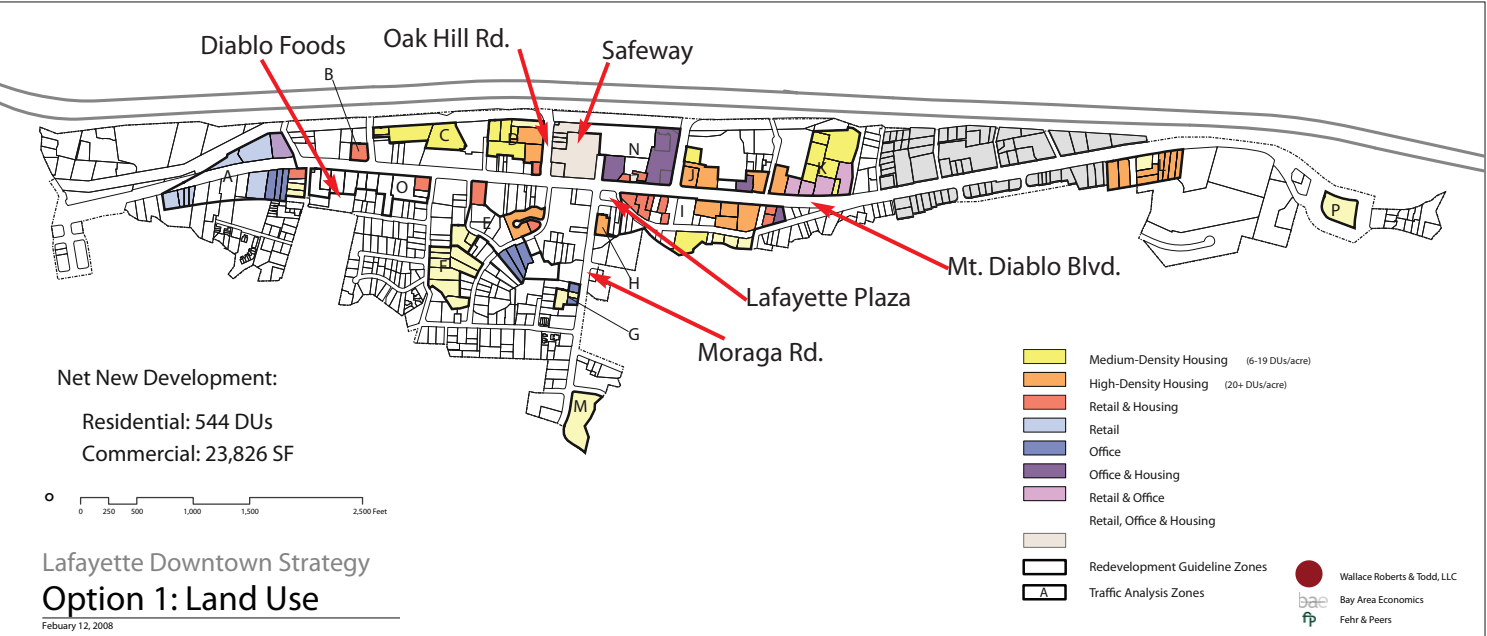 Diablo Foods
Oak Hill Rd.
Safeway
B
C
D
N
A
O
J
K
E
I
P
F
H
Mt. Diablo Blvd.
Lafayette Plaza
G
Moraga Rd.
M
Net New Development:
Residential: 544 DUs
Commercial: 23,826 SF
0 250 500 1,000 1,500 2,500 Feet
Lafayette Downtown Strategy
Option 1: Land Use
Febuary 12, 2008
Medium-Density Housing (6-19 DUs/acre)
High-Density Housing (20+ DUs/acre)
Retail & Housing
Retail
Office
Office & Housing
Retail & Office
Retail, Office & Housing
Redevelopment Guideline Zones
A Traffic Analysis Zones
Wallace Roberts & Todd, LLC
bae Bay Area Economics
fp Fehr & Peers